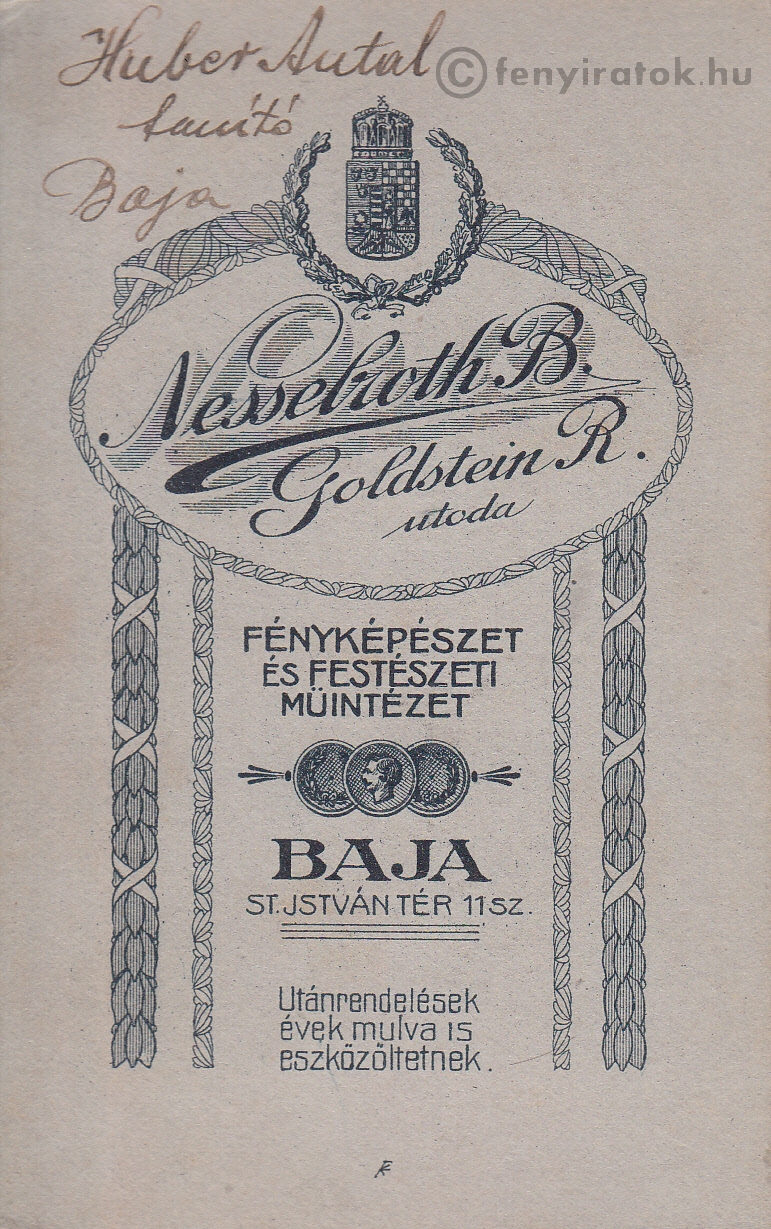 Huber Antal
tanító
Baja
©fenyiratok.hu
Nesselroth B.
Goldstein R.
utoda
FÉNYKÉPÉSZET
ÉS FESTÉSZETI
MŰINTÉZET
BAJA
ST. JSTVÁN TÉR 11 SZ.
Utánrendelések
évek mulva is
eszközöltetnek.